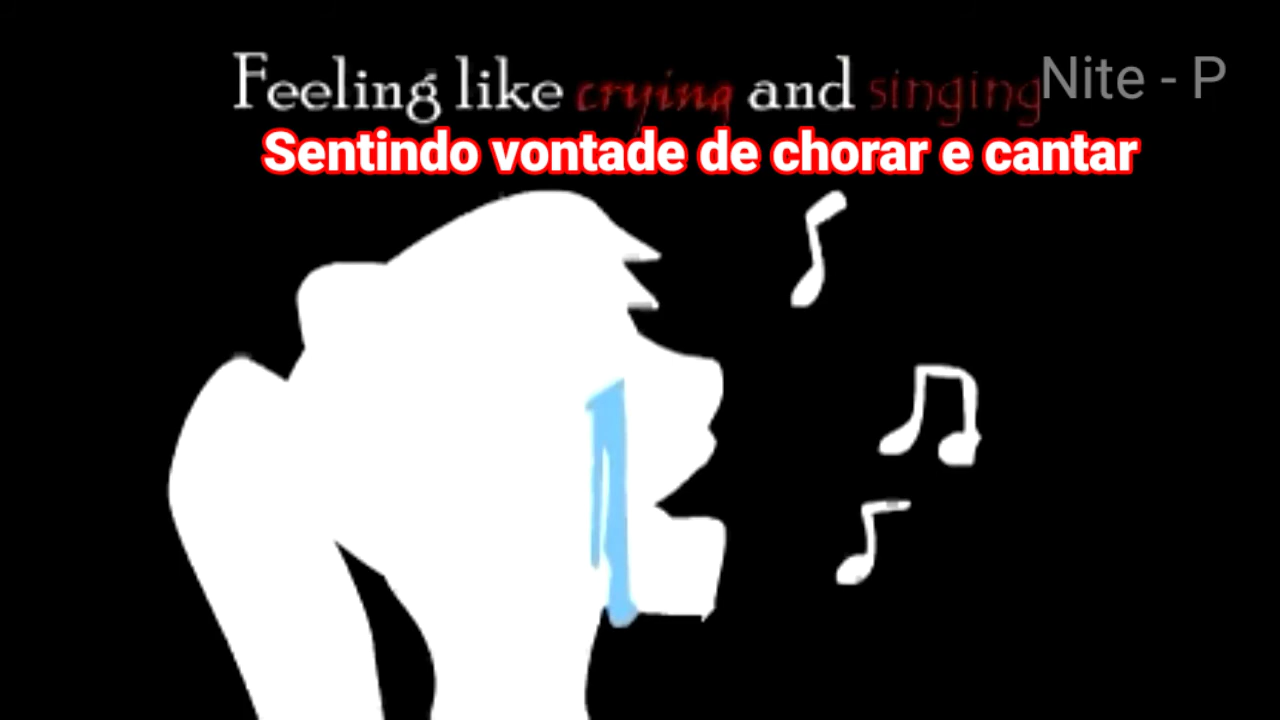 Feeling like crying and singing
Nite - P
Sentindo vontade de chorar e cantar